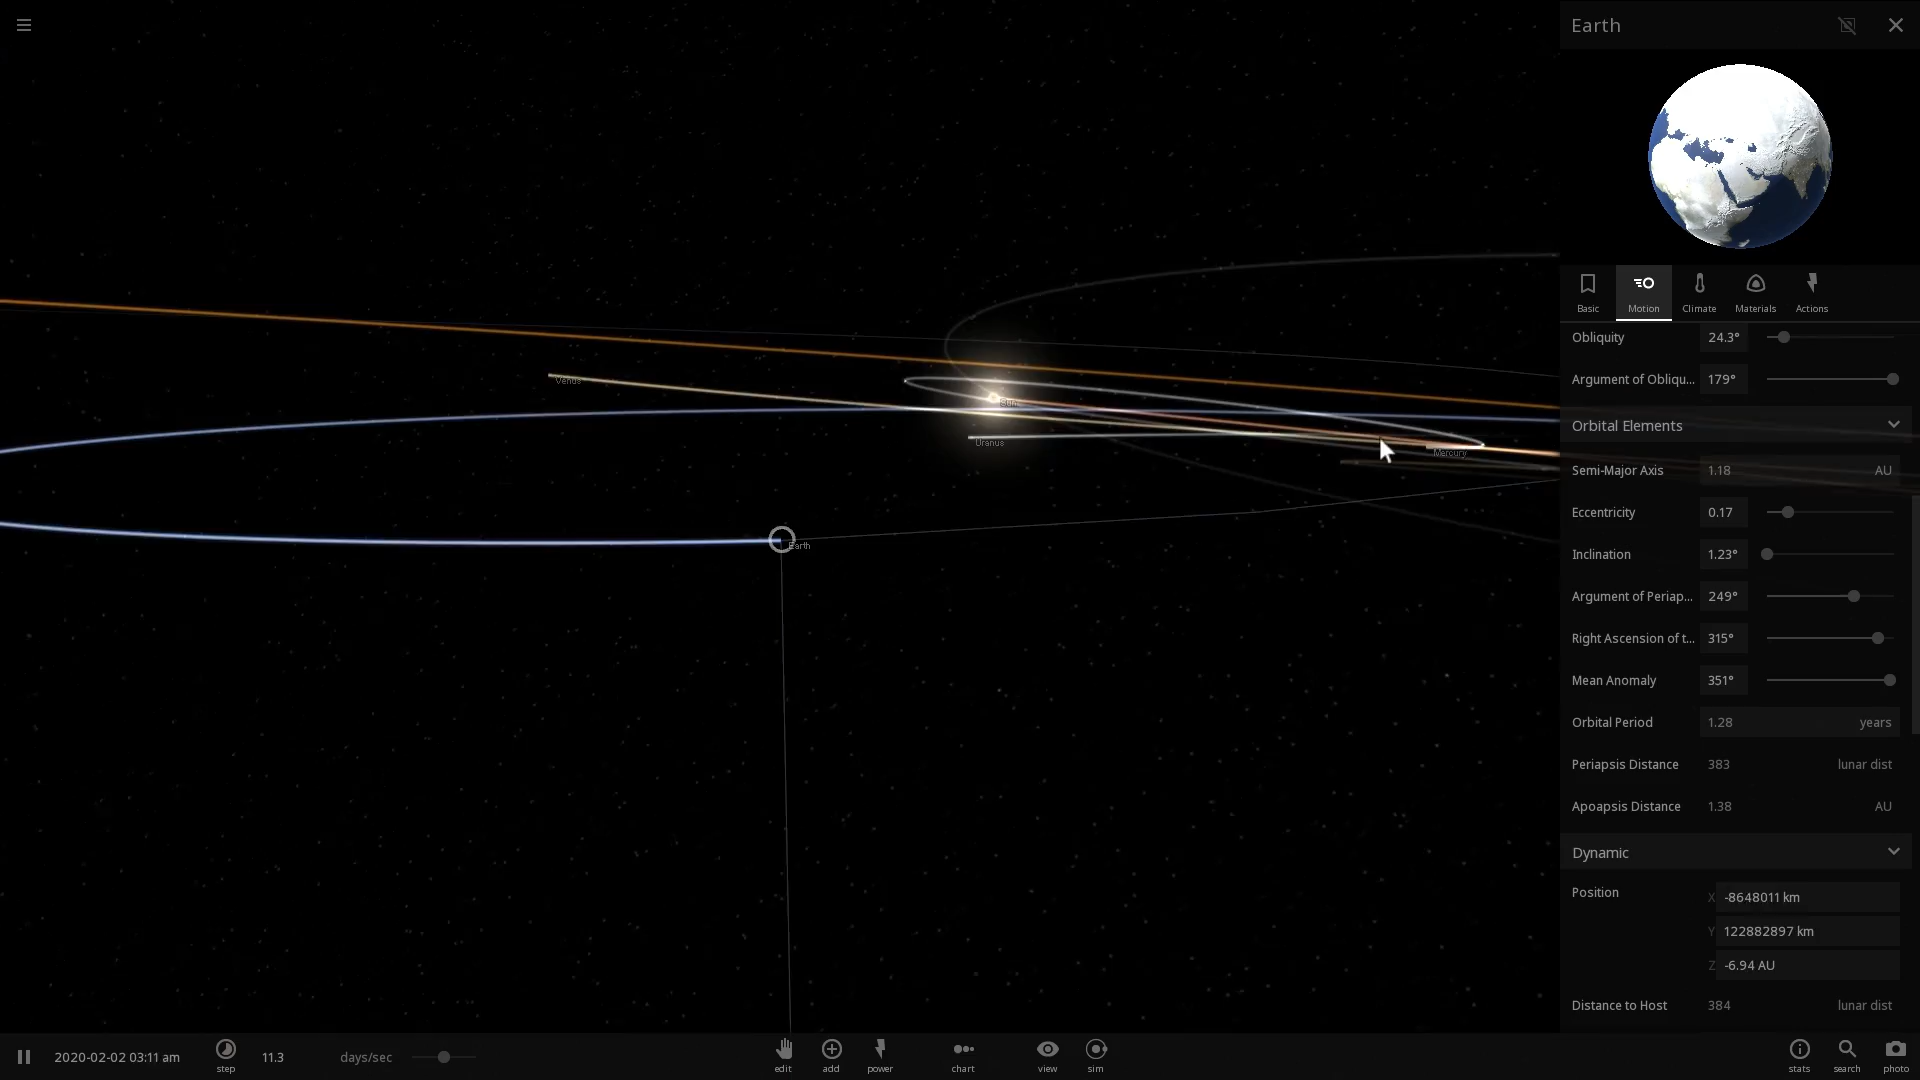 Earth
Basic
Motion
Climate
Materials
Actions
Obliquity 24.3°
Argument of Obliqu... 179°
Orbital Elements
Semi-Major Axis 1.18 AU
Eccentricity 0.17
Inclination 1.23°
Argument of Periap... 249°
Right Ascension of t... 315°
Mean Anomaly 351°
Orbital Period 1.28 years
Periapsis Distance 383 lunar dist
Apoapsis Distance 1.38 AU
Dynamic
Position X -8648011 km
Y 122882897 km
Z -6.94 AU
Distance to Host 384 lunar dist
Venus
Sun
Uranus
Mercury
Earth
2020-02-02 03:11 am
step
11.3 days/sec
edit
add
power
chart
view
sim
stats
search
photo